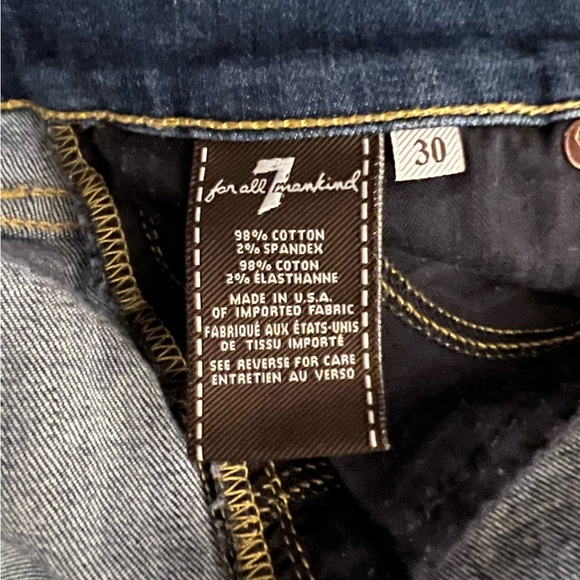 7
for all mankind
30
98% COTTON
2% SPANDEX
98% COTON
2% ÉLASTHANNE
MADE IN U.S.A.
OF IMPORTED FABRIC
FABRIQUÉ AUX ÉTATS-UNIS
DE TISSU IMPORTÉ
SEE REVERSE FOR CARE
ENTRETIEN AU VERSO